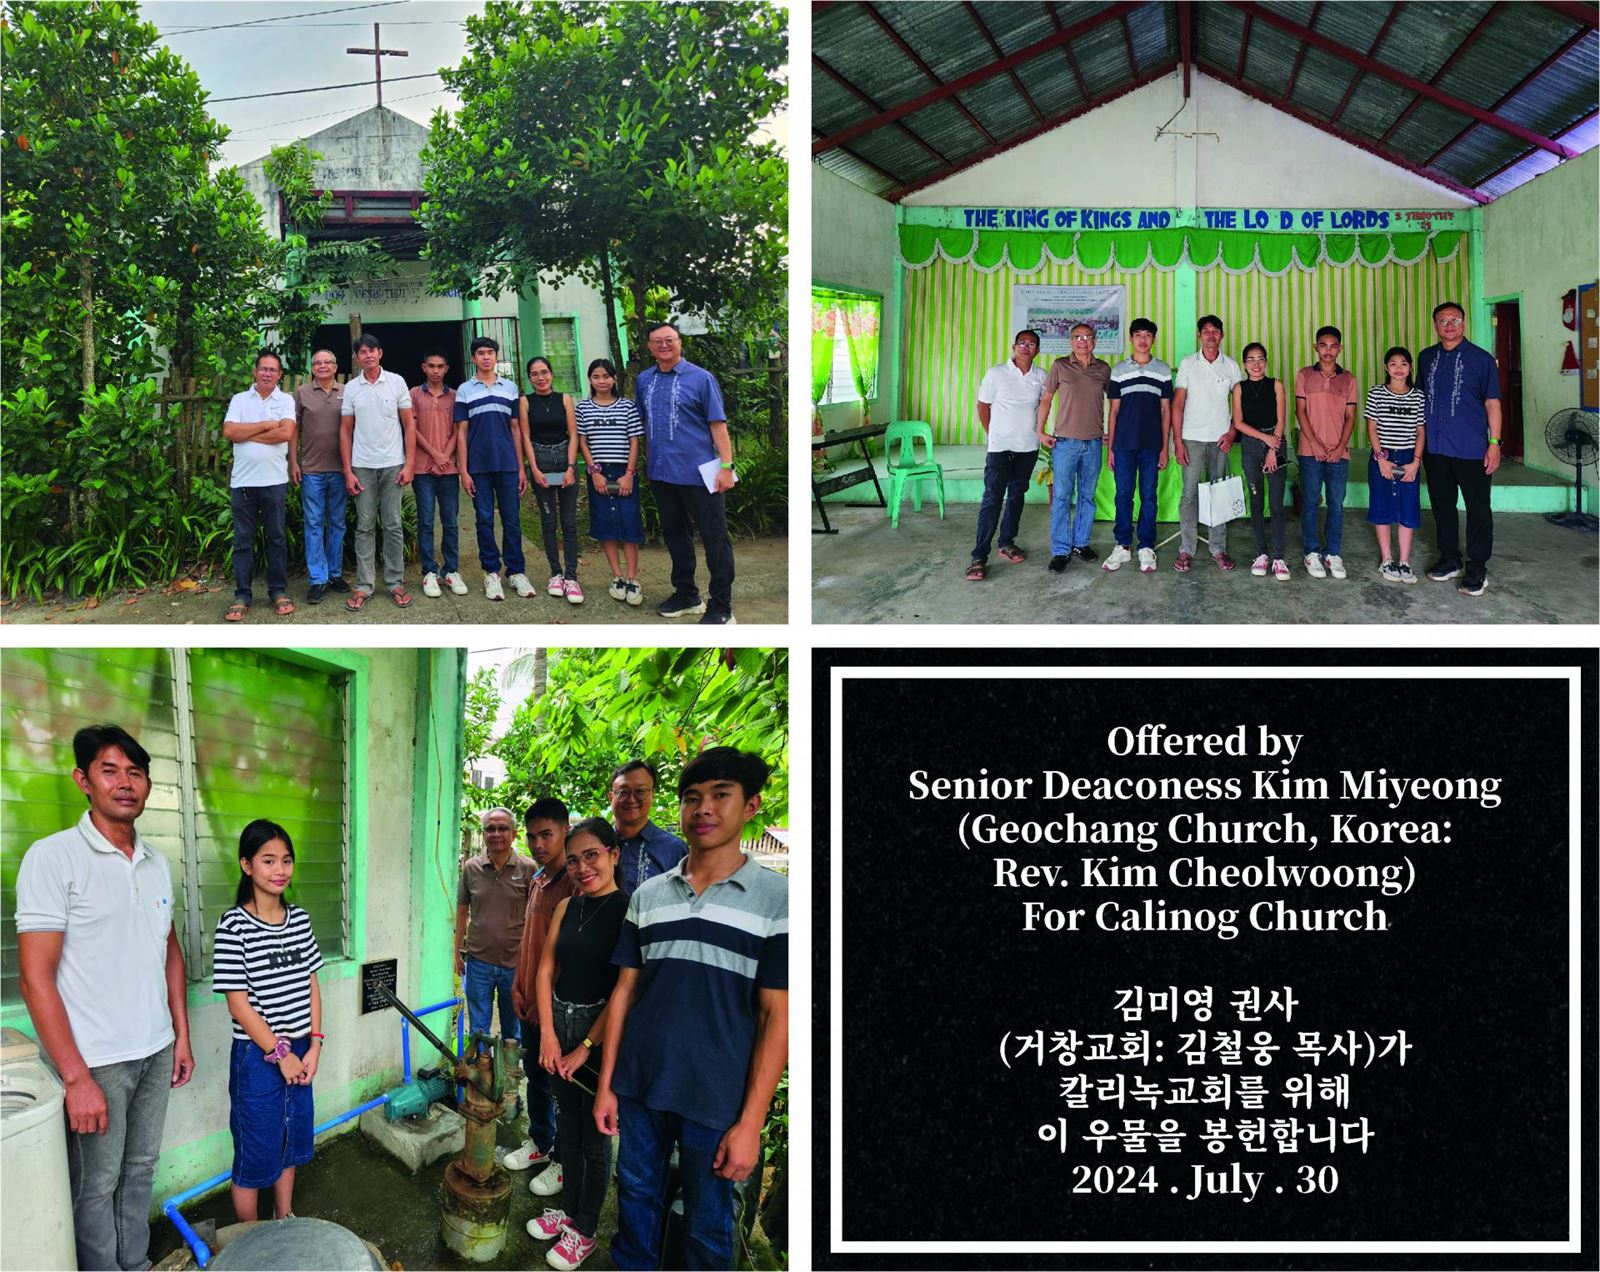 THE KING OF KINGS AND THE LO D OF LORDS 2 TIMOTHY
Offered by
Senior Deaconess Kim Miyeong
(Geochang Church, Korea:
Rev. Kim Cheolwoong)
For Calinog Church
김미영 권사
(거창교회: 김철웅 목사)가
칼리녹교회를 위해
이 우물을 봉헌합니다
2024 . July . 30